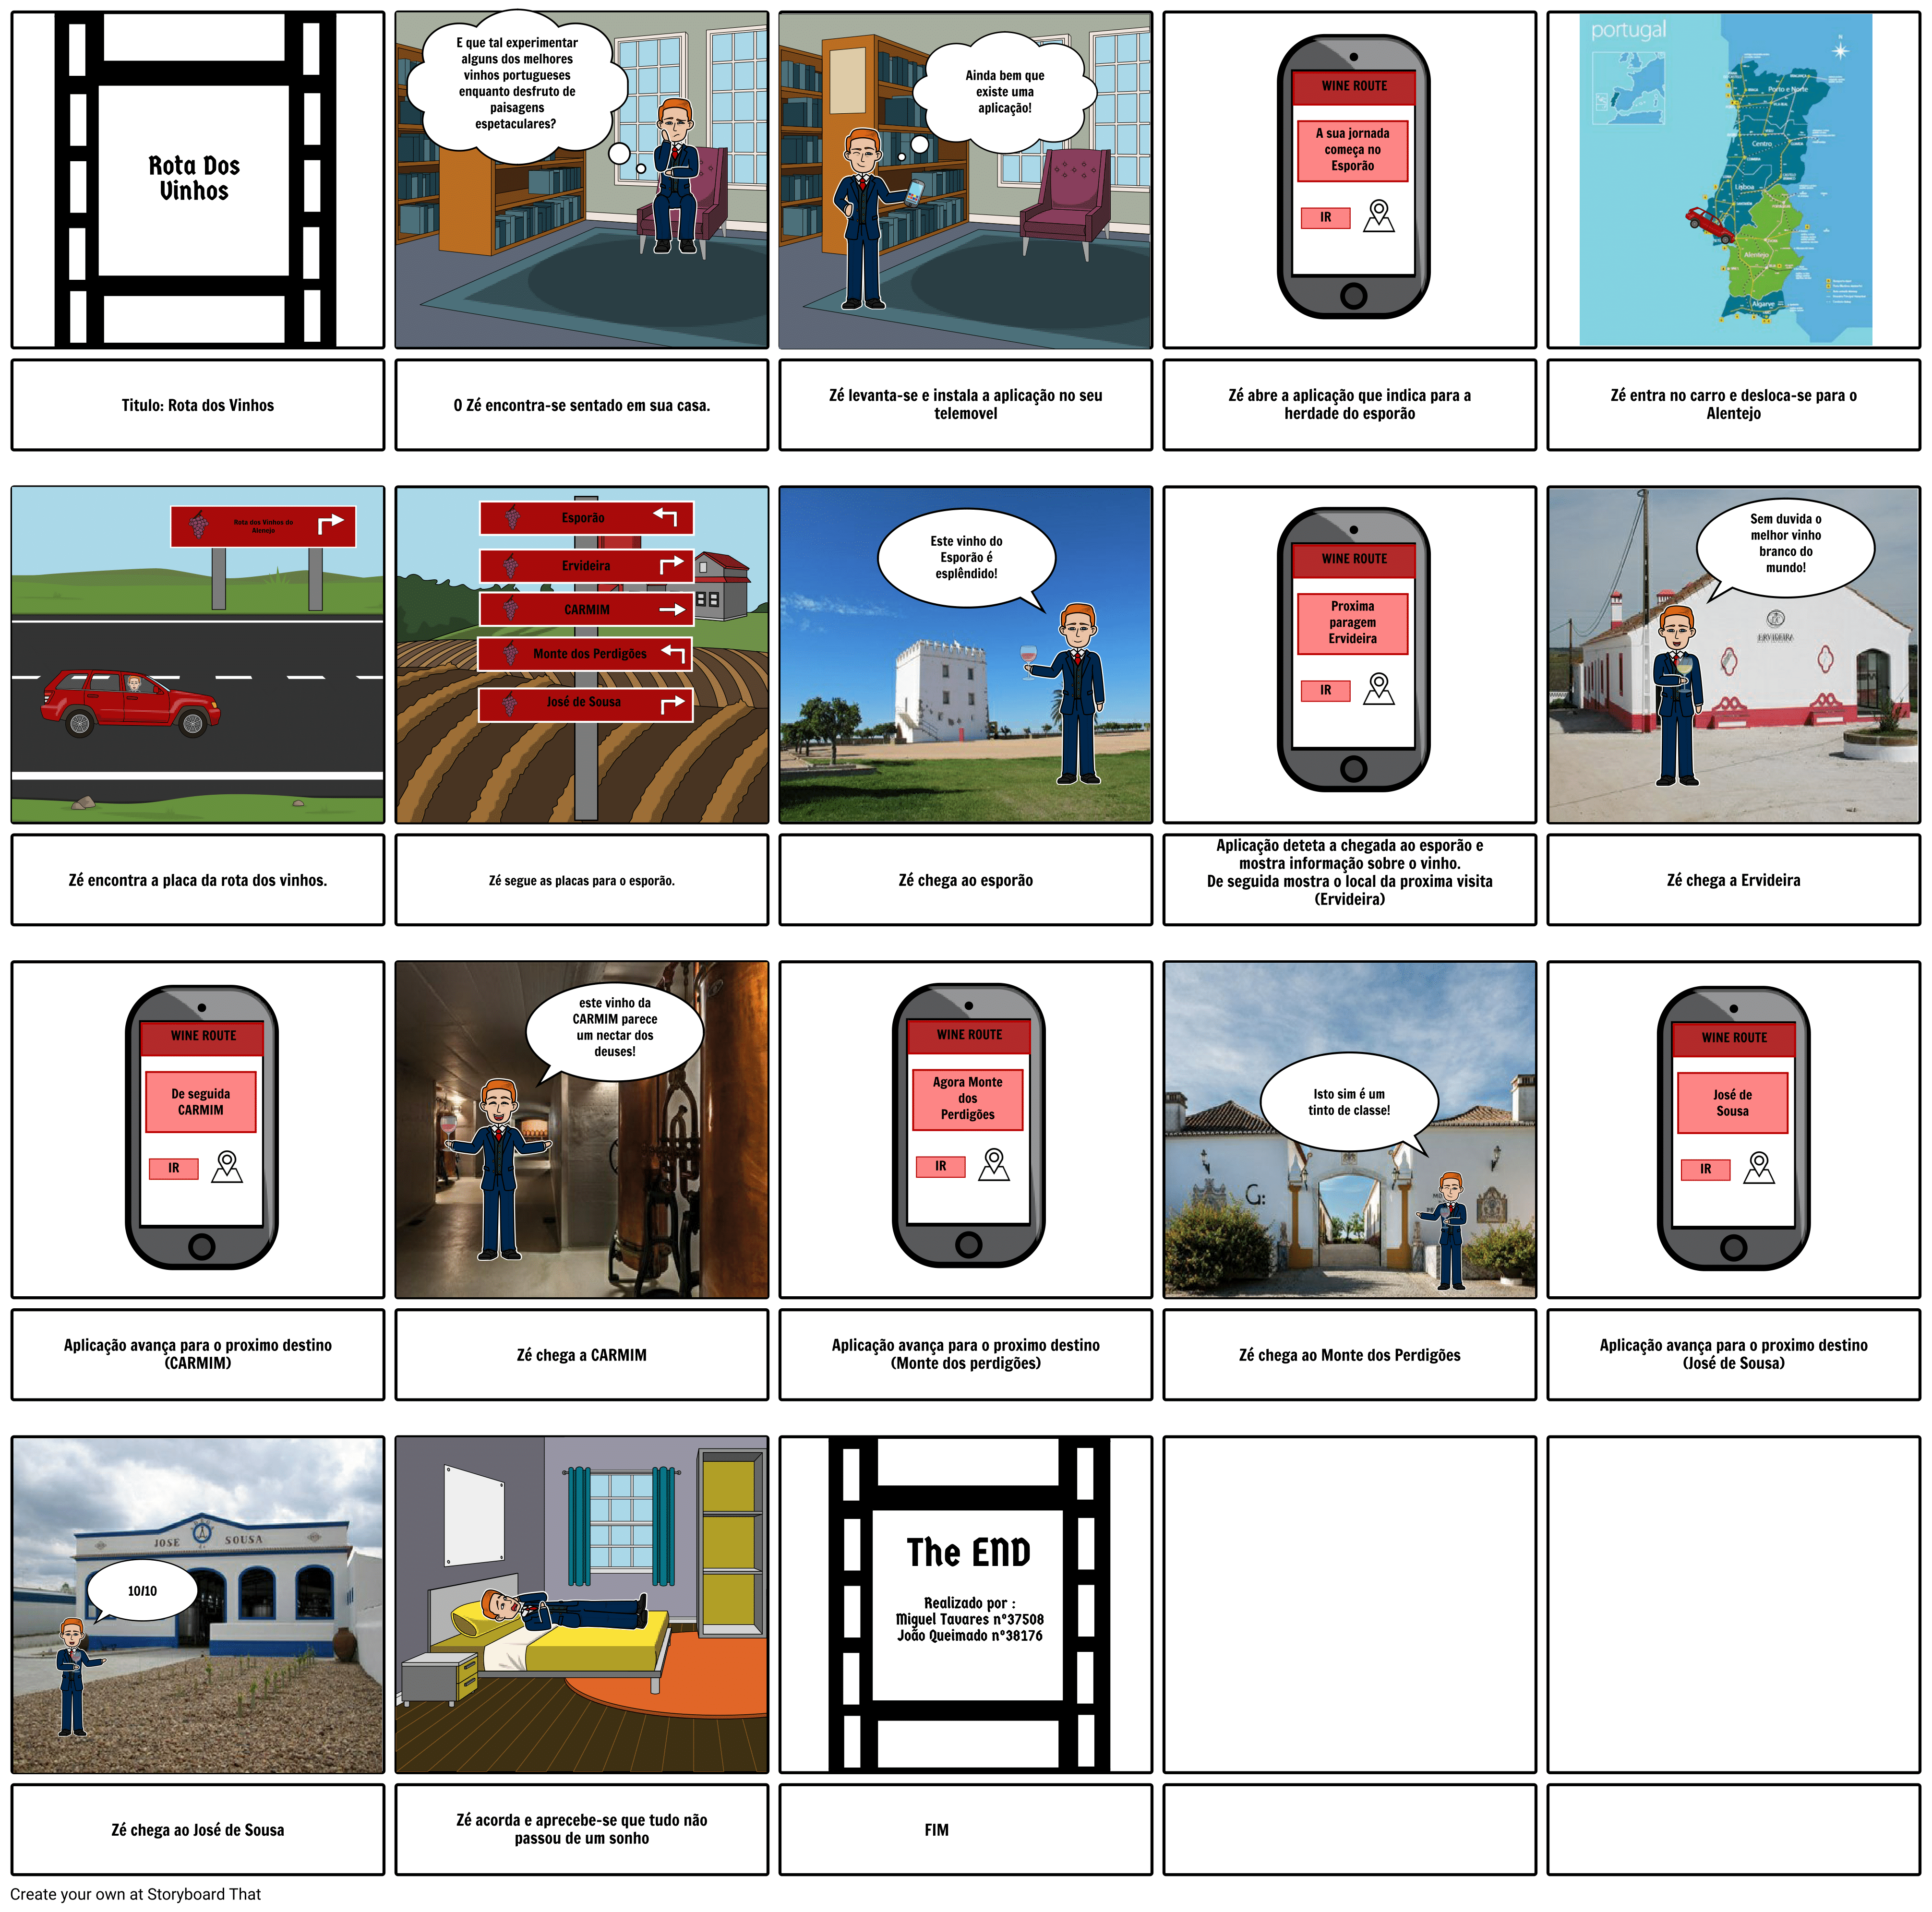 Rota Dos
Vinhos
E que tal experimentar
alguns dos melhores
vinhos portugueses
enquanto desfruto de
paisagens
espetaculares?
Ainda bem que
existe uma
aplicação!
WINE ROUTE
A sua jornada
começa no
Esporão
IR
portugal
N
Porto e Norte
Centro
Lisboa
Alentejo
Algarve
Titulo: Rota dos Vinhos
O Zé encontra-se sentado em sua casa.
Zé levanta-se e instala a aplicação no seu
telemovel
Zé abre a aplicação que indica para a
herdade do esporão
Zé entra no carro e desloca-se para o
Alentejo
Rota dos Vinhos do
Esporão
Ervideira
CARMIM
Monte dos Perdigões
José de Sousa
Este vinho do
Esporão é
esplêndido!
WINE ROUTE
Proxima
paragem
Ervideira
IR
Sem duvida o
melhor vinho
branco do
mundo!
ERVIDEIRA
Zé encontra a placa da rota dos vinhos.
Zé segue as placas para o esporão.
Zé chega ao esporão
Aplicação deteta a chegada ao esporão e
mostra informação sobre o vinho.
De seguida mostra o local da proxima visita
(Ervideira)
Zé chega a Ervideira
WINE ROUTE
De seguida
CARMIM
IR
este vinho da
CARMIM parece
um nectar dos
deuses!
WINE ROUTE
Agora Monte
dos
Perdigões
IR
Isto sim é um
tinto de classe!
G:
WINE ROUTE
José de
Sousa
IR
Aplicação avança para o proximo destino
(CARMIM)
Zé chega a CARMIM
Aplicação avança para o proximo destino
(Monte dos perdigões)
Zé chega ao Monte dos Perdigões
Aplicação avança para o proximo destino
(José de Sousa)
JOSE de SOUSA
10/10
The END
Realizado por :
Miguel Tavares nº37508
João Queimado nº38176
Zé chega ao José de Sousa
Zé acorda e aprecebe-se que tudo não
passou de um sonho
FIM
Create your own at Storyboard That